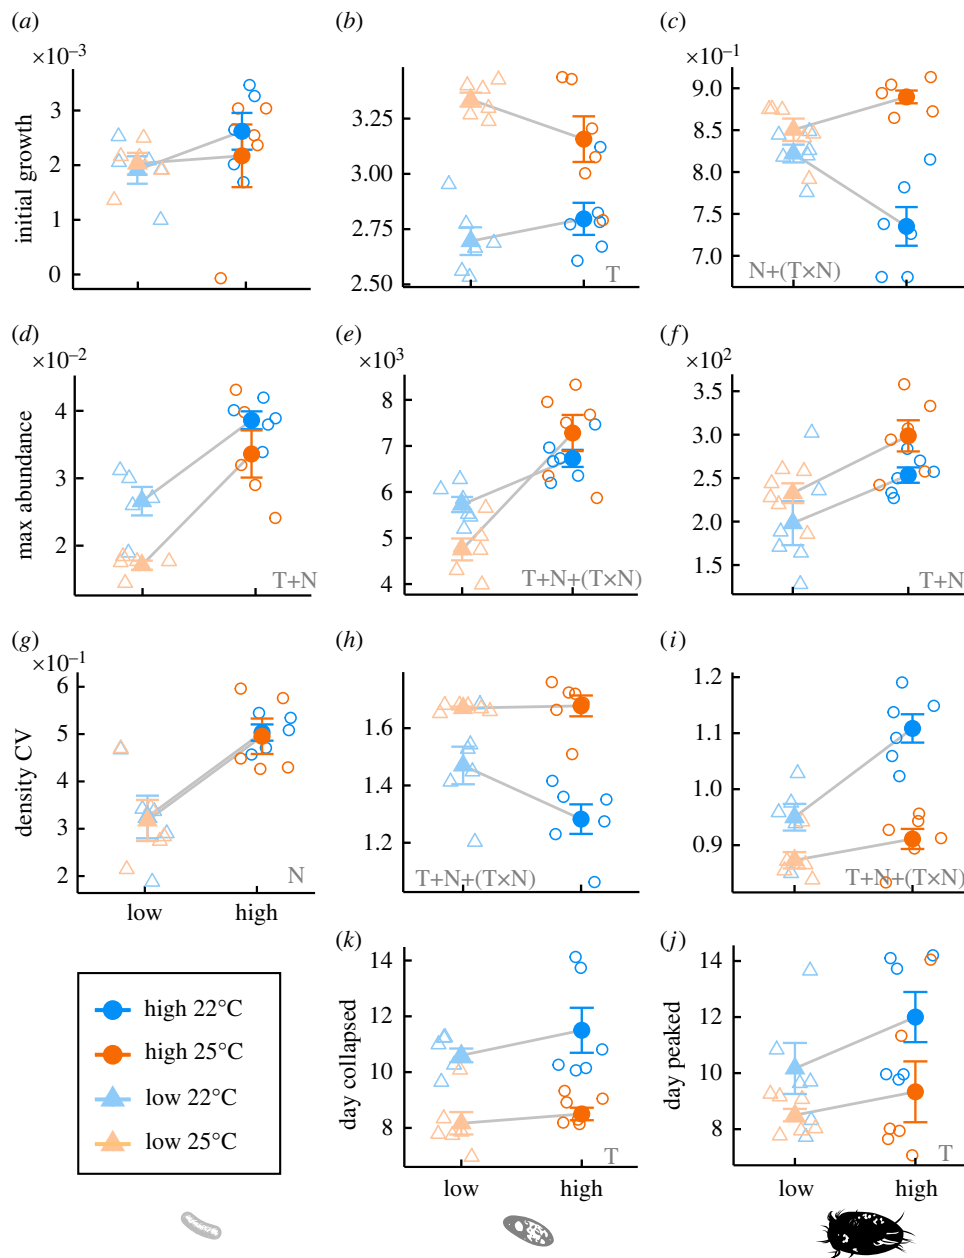 (a) (b) (c)
×10⁻³ ×10⁻¹
initial growth
3
2
1
0
3.25
3.00
2.75
2.50
T
9.0
8.5
8.0
7.5
7.0
N+(T×N)
(d) (e) (f)
×10⁻² ×10³ ×10²
max abundance
4
3
2
T+N
8
7
6
5
4
T+N+(T×N)
3.5
3.0
2.5
2.0
1.5
T+N
(g) (h) (i)
×10⁻¹
density CV
6
5
4
3
2
N
low high
1.6
1.4
1.2
T+N+(T×N)
1.2
1.1
1.0
0.9
T+N+(T×N)
(k) (j)
day collapsed
14
12
10
8
T
low high
day peaked
14
12
10
8
T
low high
high 22°C
high 25°C
low 22°C
low 25°C